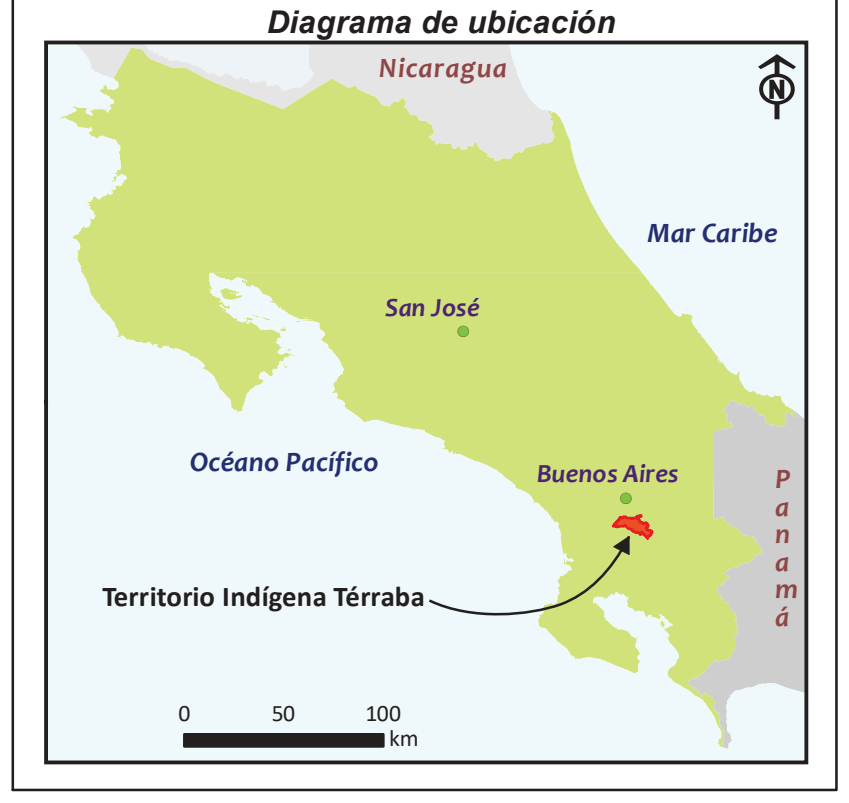 Diagrama de ubicación
Nicaragua
N
Mar Caribe
San José
Océano Pacífico
Buenos Aires
Panamá
Territorio Indígena Térraba
0 50 100
km